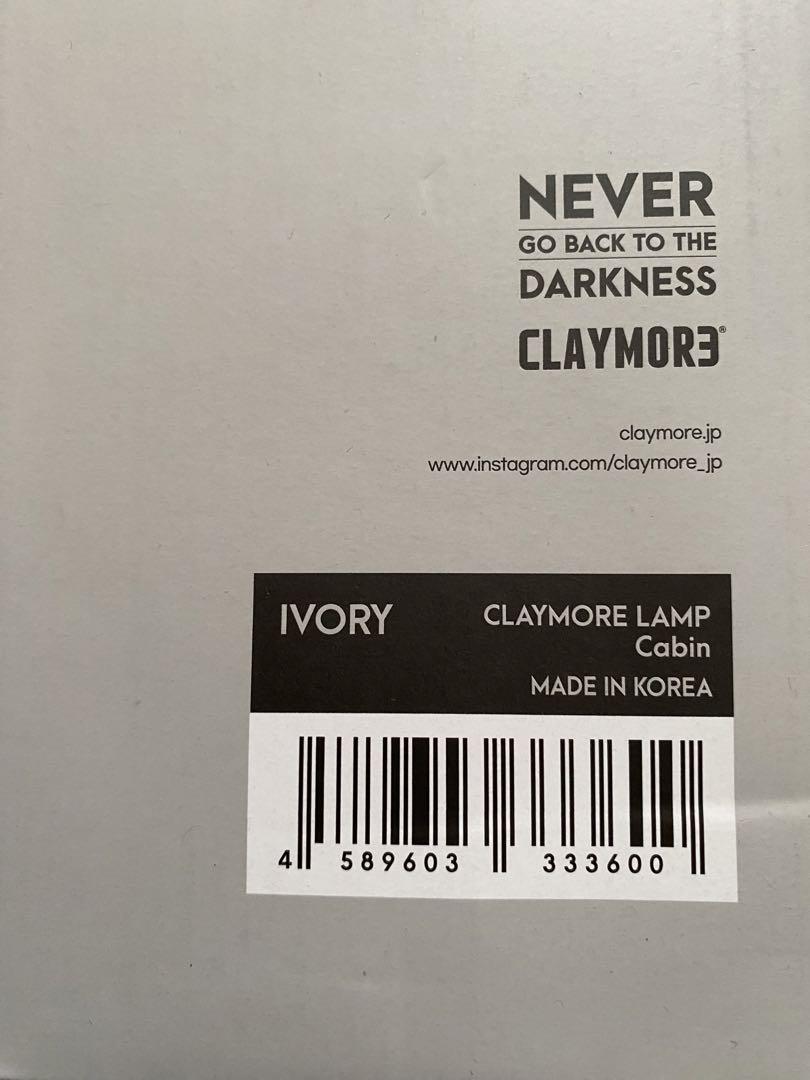 NEVER
GO BACK TO THE
DARKNESS
CLAYMORE®
claymore.jp
www.instagram.com/claymore_jp
IVORY
CLAYMORE LAMP
Cabin
MADE IN KOREA
4 589603 333600